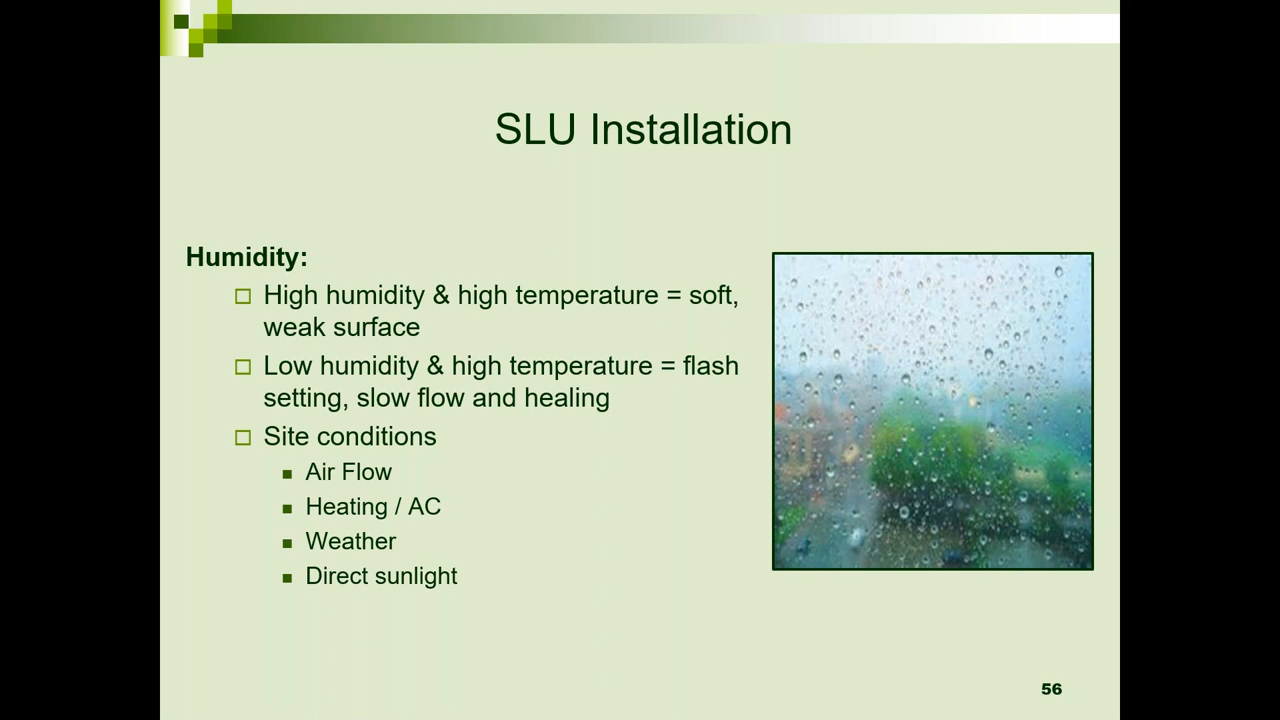 SLU Installation
Humidity:
High humidity & high temperature = soft,
weak surface
Low humidity & high temperature = flash
setting, slow flow and healing
Site conditions
Air Flow
Heating / AC
Weather
Direct sunlight
56